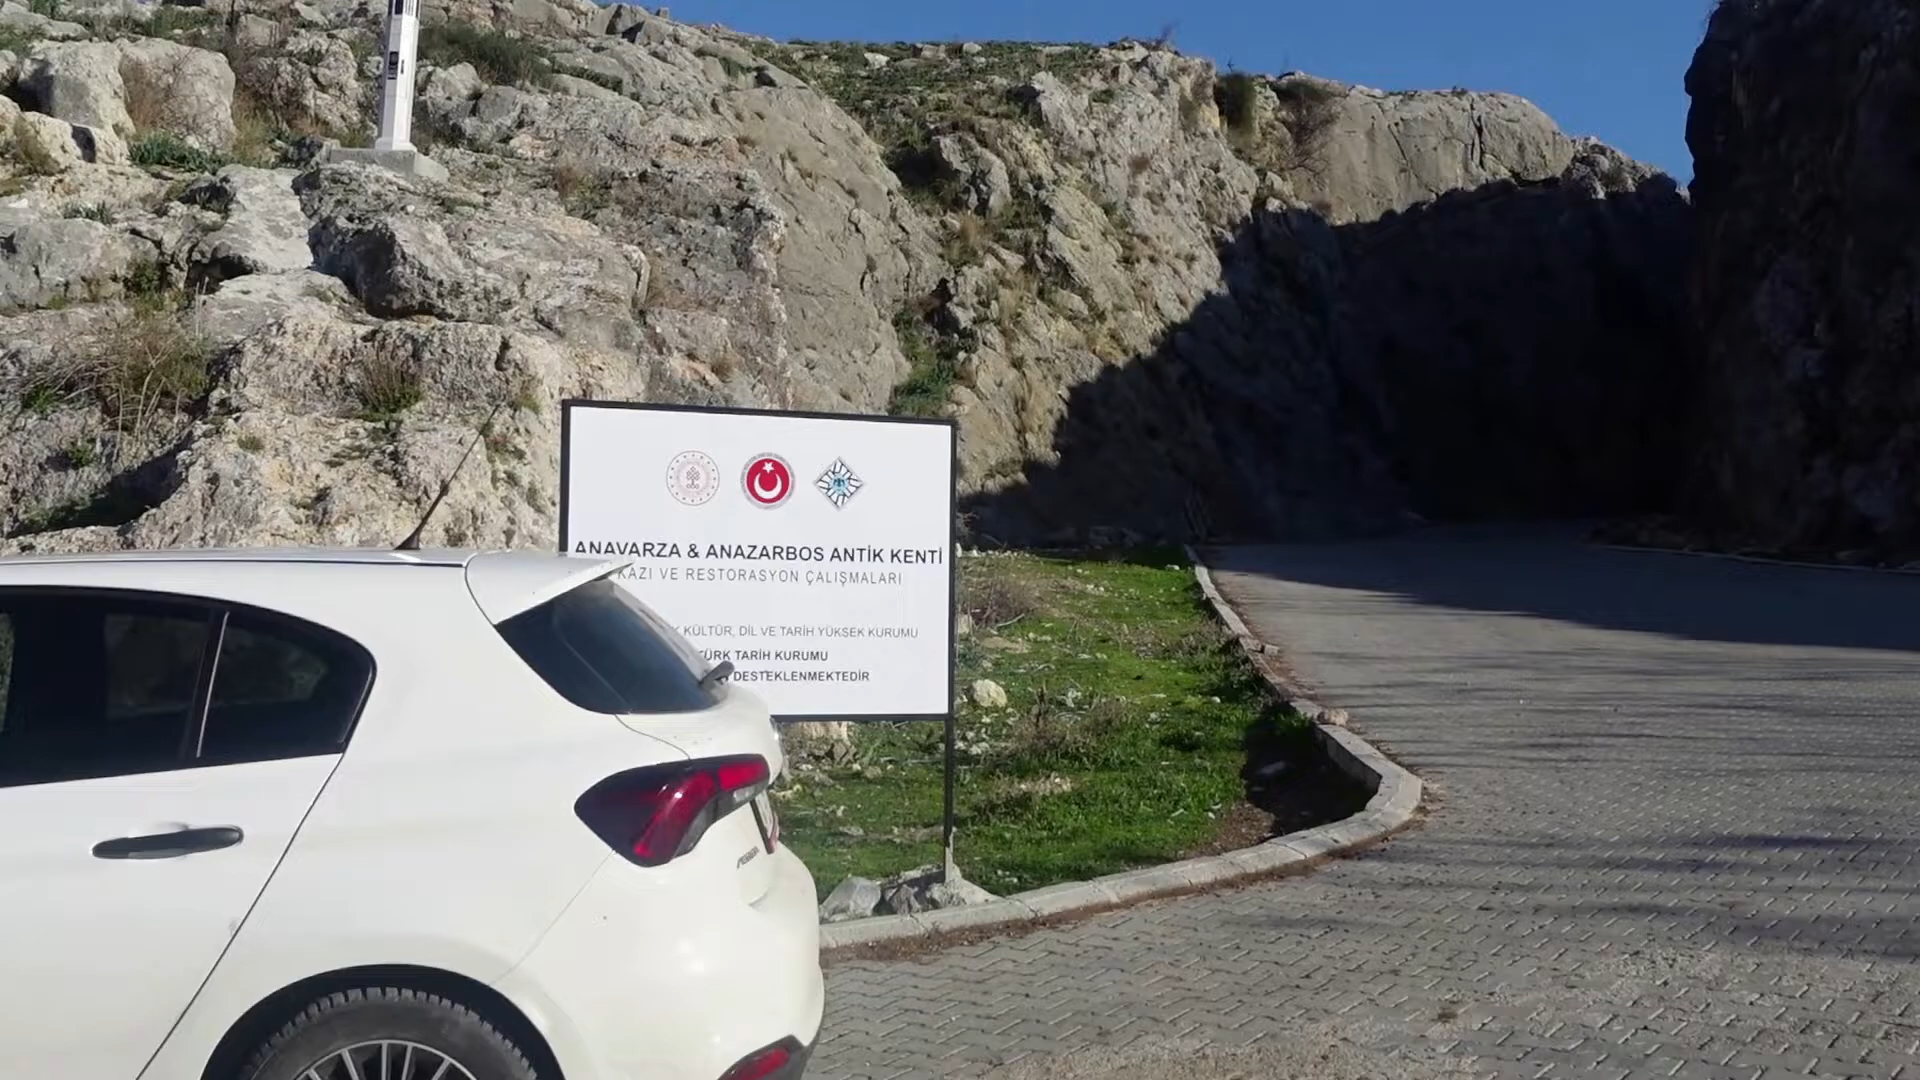 ANAVARZA & ANAZARBOS ANTİK KENTİ
KAZI VE RESTORASYON ÇALIŞMALARI
KÜLTÜR, DİL VE TARİH YÜKSEK KURUMU
TÜRK TARİH KURUMU
DESTEKLENMEKTEDİR